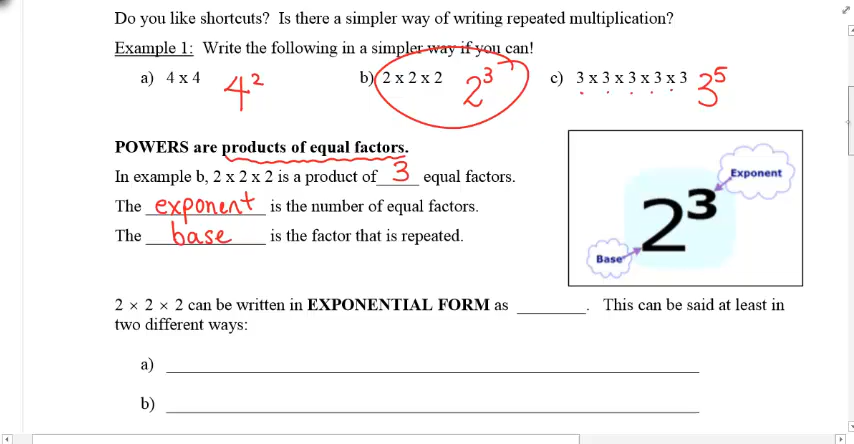 Do you like shortcuts? Is there a simpler way of writing repeated multiplication?
Example 1: Write the following in a simpler way if you can!
a) 4 x 4 4² b) 2 x 2 x 2 2³ c) 3 x 3 x 3 x 3 x 3 3⁵
POWERS are products of equal factors.
In example b, 2 x 2 x 2 is a product of 3 equal factors.
The exponent is the number of equal factors.
The base is the factor that is repeated.
Exponent
2³
Base
2 × 2 × 2 can be written in EXPONENTIAL FORM as ______. This can be said at least in
two different ways:
a)
b)